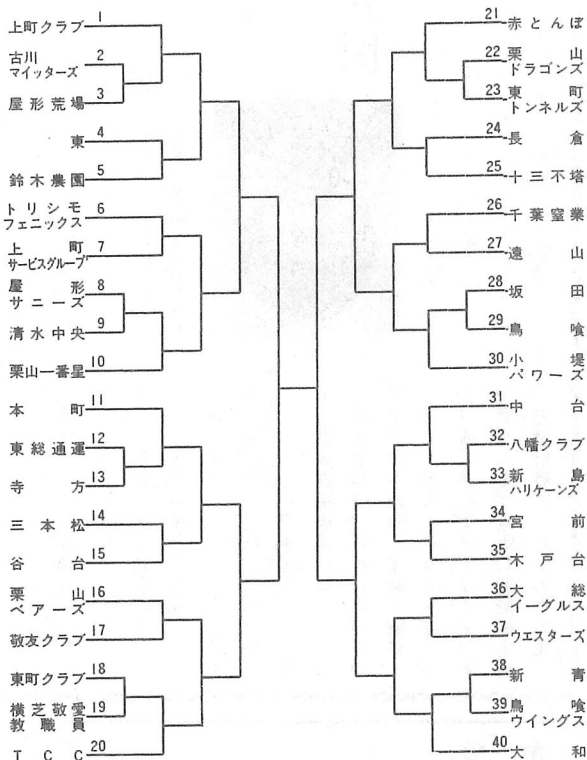 上町クラブ 1
古川
マイッターズ 2
屋形荒場 3
東 4
鈴木農園 5
トリシモ
フェニックス 6
上町
サービスグループ 7
屋形
サニーズ 8
清水中央 9
栗山一番星 10
本町 11
東総通運 12
寺方 13
三本松 14
谷台 15
栗山
ベアーズ 16
敬友クラブ 17
東町クラブ 18
横芝敬愛
教職員 19
TCC 20
21 赤とんぼ
22 栗山
ドラゴンズ
23 東町
トンネルズ
24 長倉
25 十三不塔
26 千葉窯業
27 遠山
28 坂田
29 鳥喰
30 小堤
パワーズ
31 中台
32 八幡クラブ
33 新島
ハリケーンズ
34 宮前
35 木戸台
36 大総
イーグルス
37 ウエスターズ
38 新青
39 鳥喰
ウイングス
40 大和